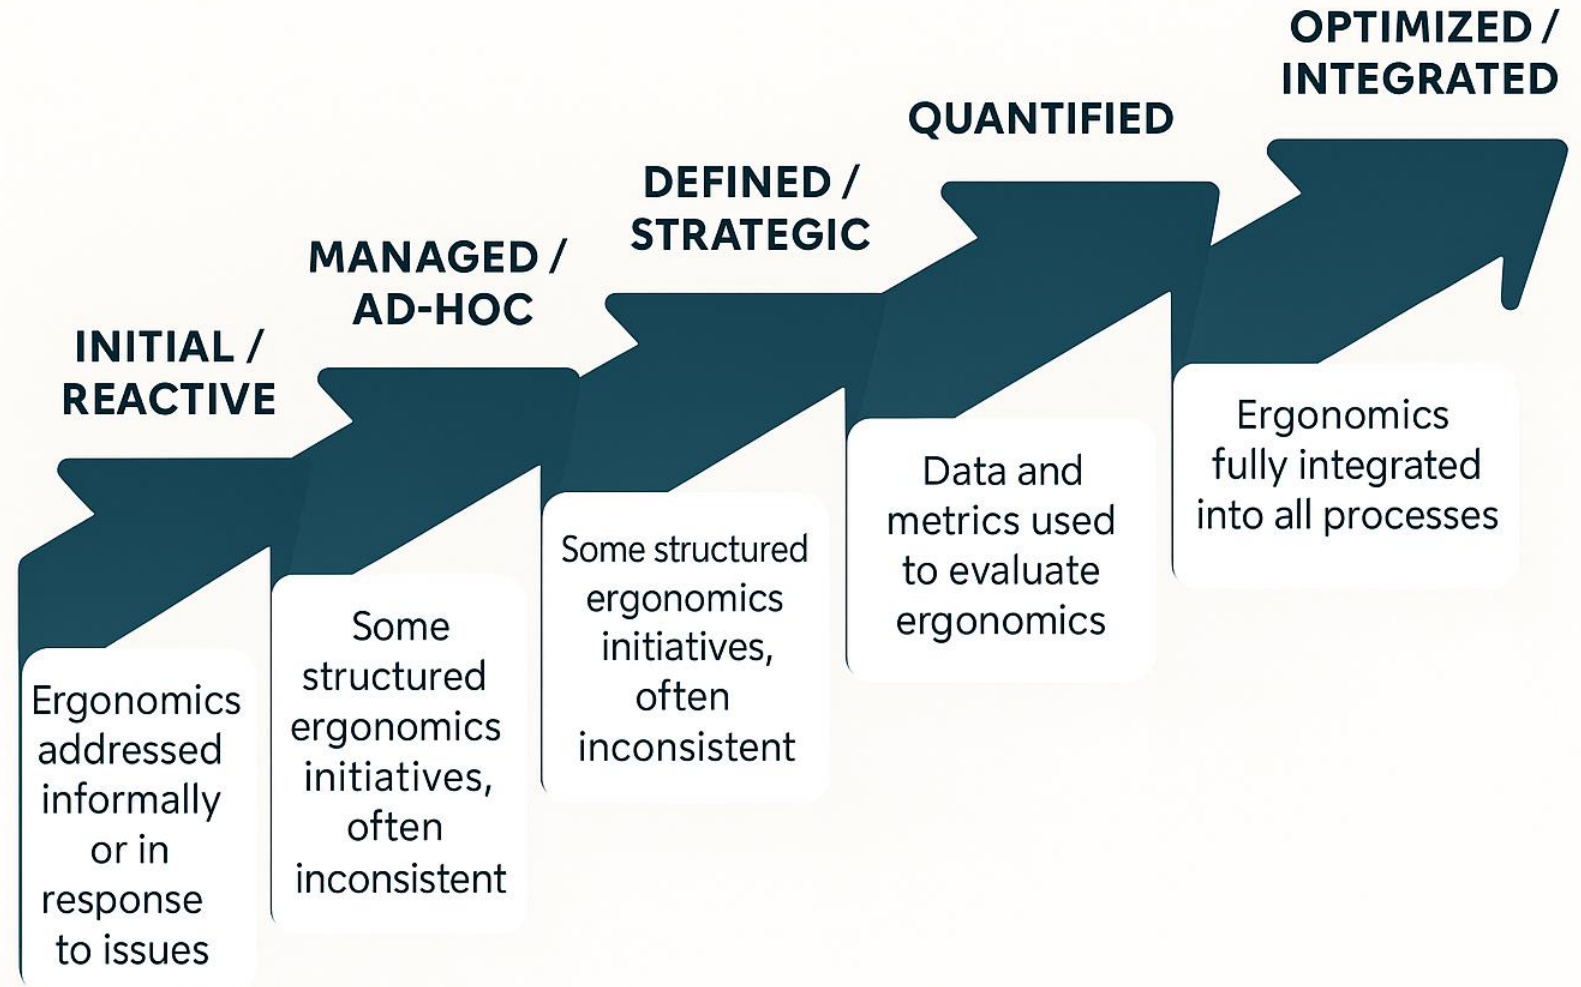 INITIAL /
REACTIVE
Ergonomics
addressed
informally
or in
response
to issues
MANAGED /
AD-HOC
Some
structured
ergonomics
initiatives,
often
inconsistent
DEFINED /
STRATEGIC
Some structured
ergonomics
initiatives,
often
inconsistent
QUANTIFIED
Data and
metrics used
to evaluate
ergonomics
OPTIMIZED /
INTEGRATED
Ergonomics
fully integrated
into all processes